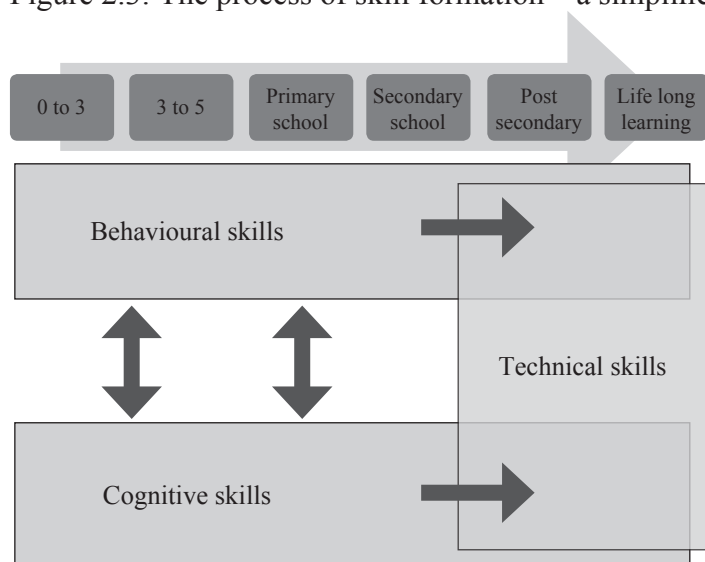 Figure 2.5: The process of skill formation – a simplifie
0 to 3
3 to 5
Primary
school
Secondary
school
Post
secondary
Life long
learning
Behavioural skills
Technical skills
Cognitive skills